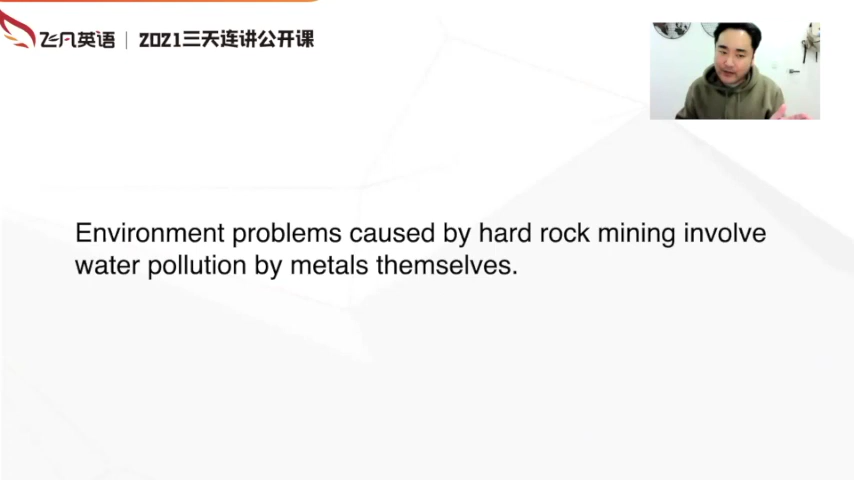 飞凡英语 | 2021三天连讲公开课
Environment problems caused by hard rock mining involve
water pollution by metals themselves.